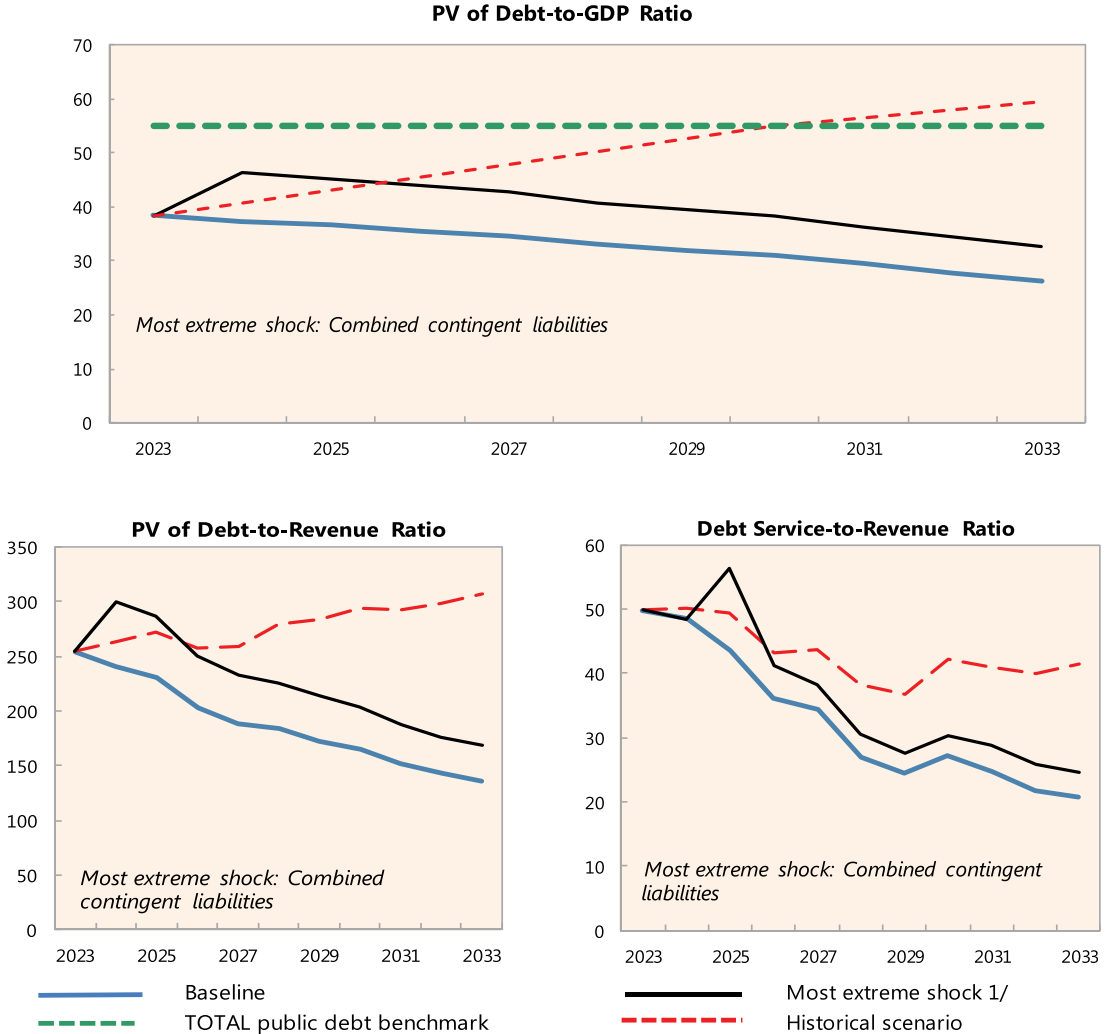 PV of Debt-to-GDP Ratio
70
60
50
40
30
20
10
0
Most extreme shock: Combined contingent liabilities
2023 2025 2027 2029 2031 2033
PV of Debt-to-Revenue Ratio
350
300
250
200
150
100
50
0
Most extreme shock: Combined
contingent liabilities
2023 2025 2027 2029 2031 2033
Debt Service-to-Revenue Ratio
60
50
40
30
20
10
0
Most extreme shock: Combined contingent
liabilities
2023 2025 2027 2029 2031 2033
Baseline
Most extreme shock 1/
TOTAL public debt benchmark
Historical scenario